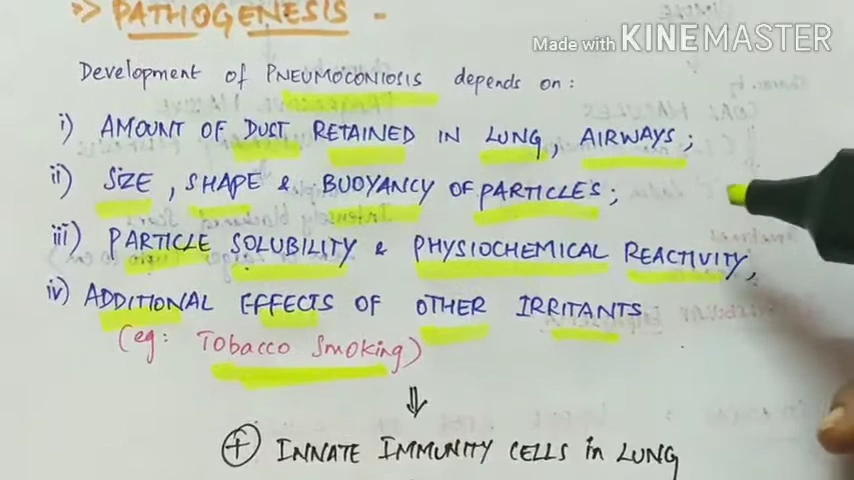 >> PATHOGENESIS -
Made with KINEMASTER
Development of PNEUMOCONIOSIS depends on:
i) AMOUNT OF DUST RETAINED IN LUNG, AIRWAYS;
ii) SIZE, SHAPE & BUOYANCY OF PARTICLES;
iii) PARTICLE SOLUBILITY & PHYSIOCHEMICAL REACTIVITY,
iv) ADDITIONAL EFFECTS OF OTHER IRRITANTS
(eg: Tobacco Smoking)
⇓
⊕ INNATE IMMUNITY CELLS in LUNG